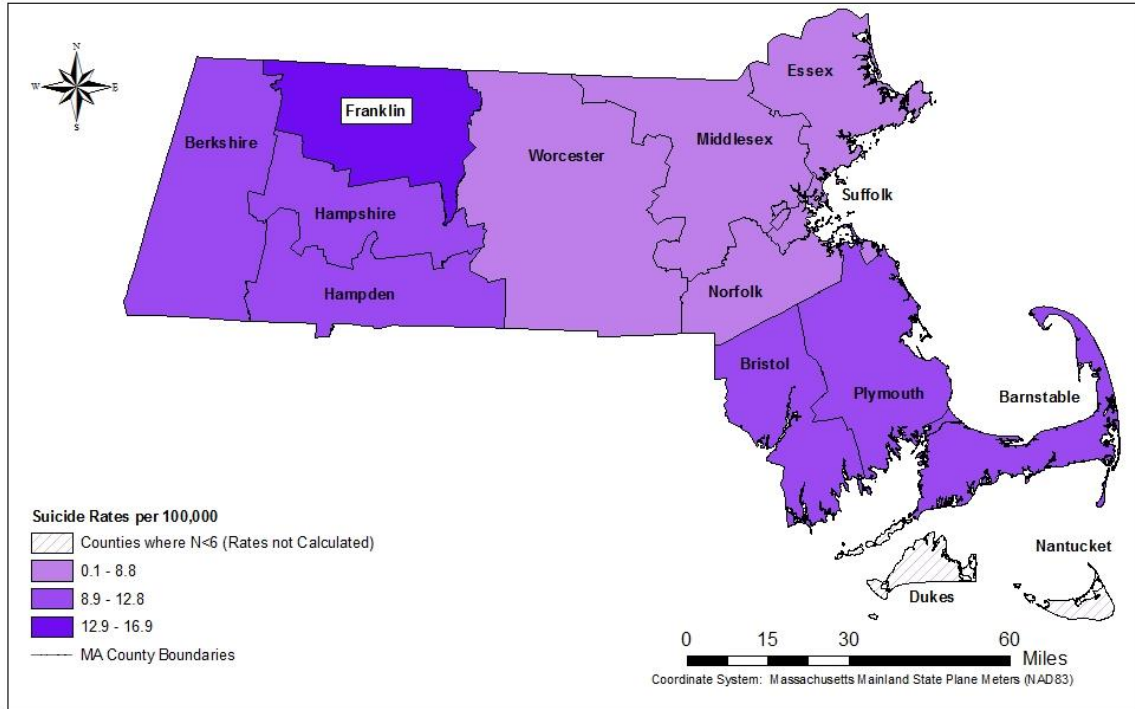 N
W
E
S
Essex
Franklin
Middlesex
Berkshire
Worcester
Suffolk
Hampshire
Norfolk
Hampden
Bristol
Plymouth
Barnstable
Suicide Rates per 100,000
Counties where N<6 (Rates not Calculated)
0.1 - 8.8
8.9 - 12.8
12.9 - 16.9
MA County Boundaries
Nantucket
Dukes
0 15 30 60
Miles
Coordinate System: Massachusetts Mainland State Plane Meters (NAD83)